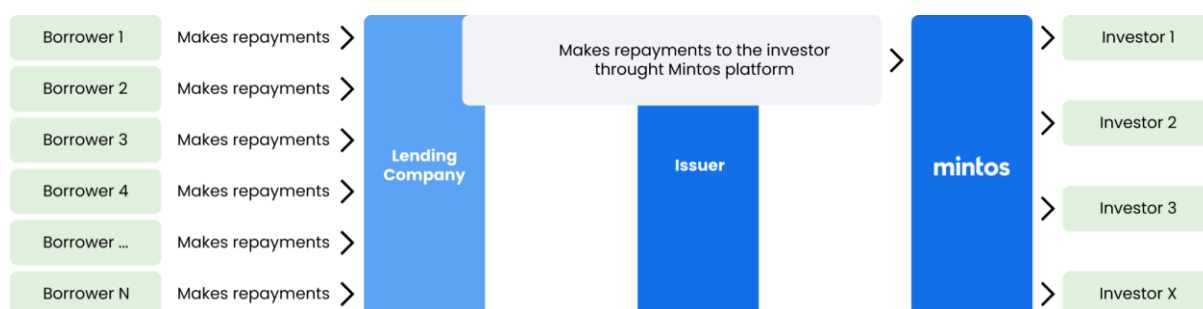 Borrower 1 Makes repayments
Makes repayments to the investor
throught Mintos platform
Investor 1
Borrower 2 Makes repayments
Investor 2
Borrower 3 Makes repayments
Lending
Company
Issuer
mintos
Borrower 4 Makes repayments
Investor 3
Borrower ... Makes repayments
Borrower N Makes repayments
Investor X